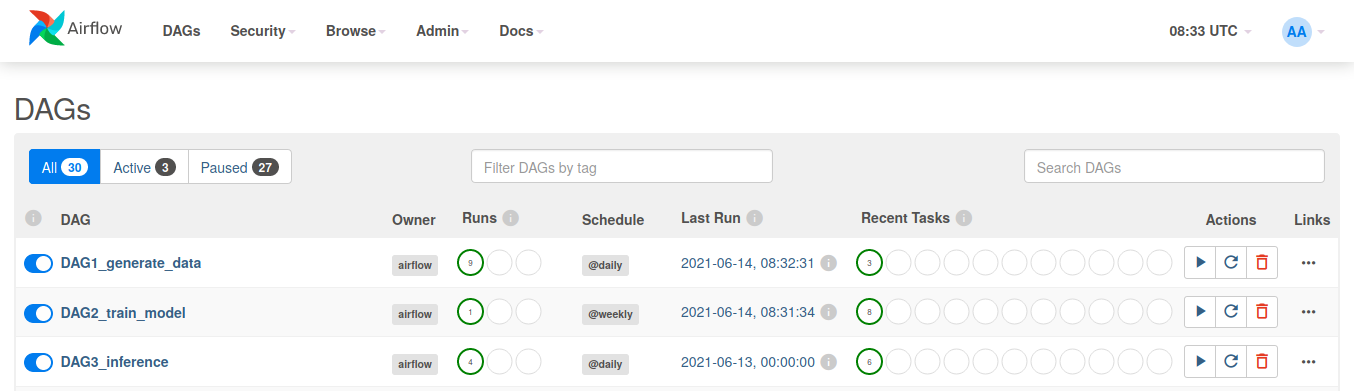 Airflow DAGs Security Browse Admin Docs 08:33 UTC AA
DAGs
All 30 Active 3 Paused 27 Filter DAGs by tag Search DAGs
i DAG Owner Runs i Schedule Last Run i Recent Tasks i Actions Links
DAG1_generate_data airflow 9 @daily 2021-06-14, 08:32:31 i 3
DAG2_train_model airflow 1 @weekly 2021-06-14, 08:31:34 i 8
DAG3_inference airflow 4 @daily 2021-06-13, 00:00:00 i 6